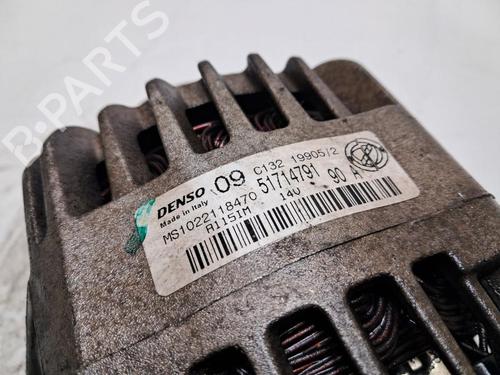 B-PARTS
DENSO 09 C132 19905/2
Made in Italy
51714791 90 A
MS1022118470
A115IM 14V